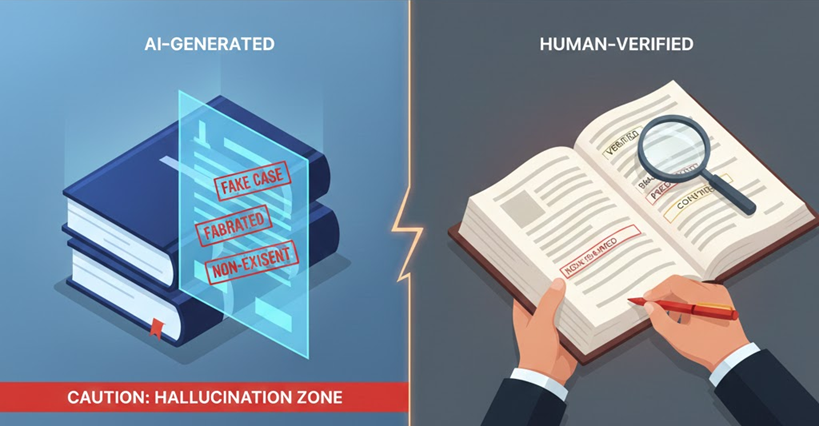 AI-GENERATED
FAKE CASE
FABRATED
NON-EXISENT
CAUTION: HALLUCINATION ZONE
HUMAN-VERIFIED